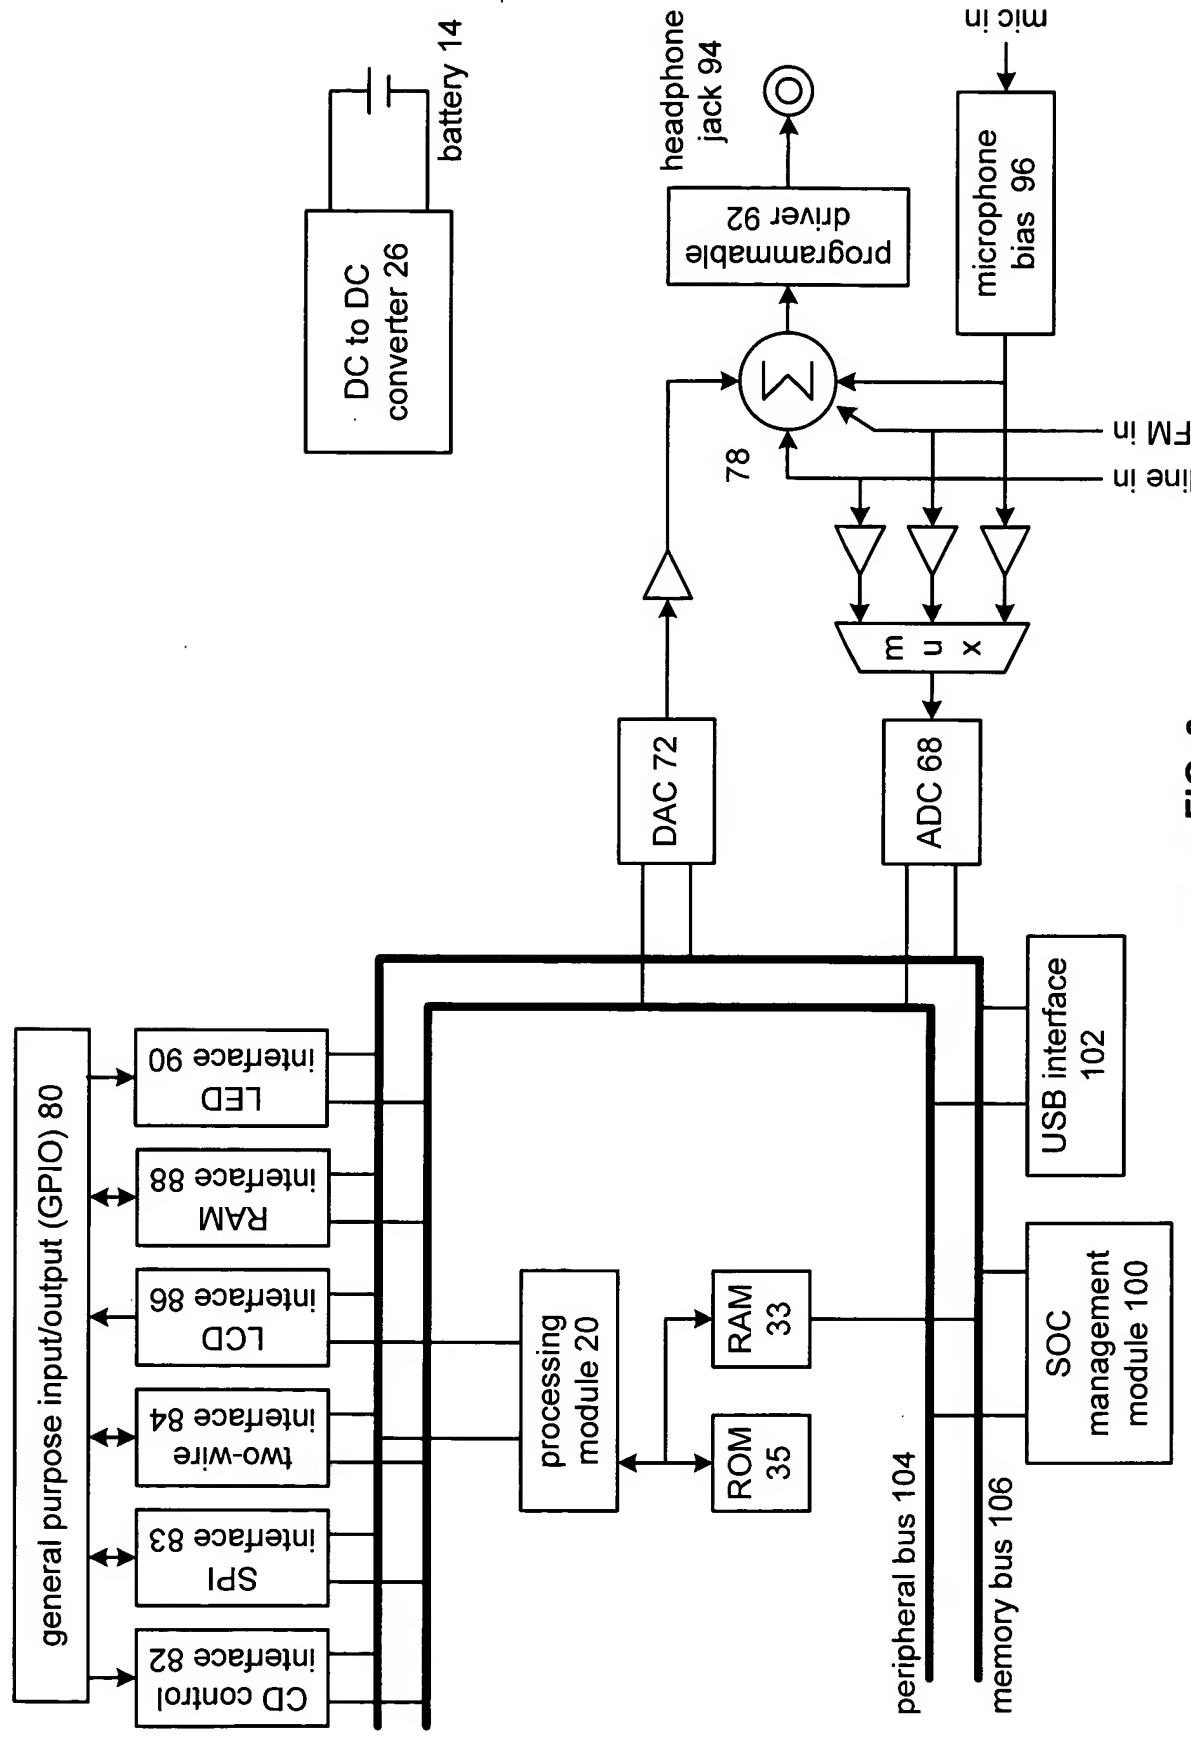 general purpose input/output (GPIO) 80
CD control
interface 82
SPI
interface 83
two-wire
interface 84
LCD
interface 86
RAM
interface 88
LED
interface 90
DC to DC
converter 26
battery 14
processing
module 20
ROM
35
RAM
33
DAC 72
78
headphone
jack 94
programmable
driver 92
ADC 68
m
u
x
microphone
bias 96
mic in
FM in
line in
peripheral bus 104
memory bus 106
SOC
management
module 100
USB interface
102